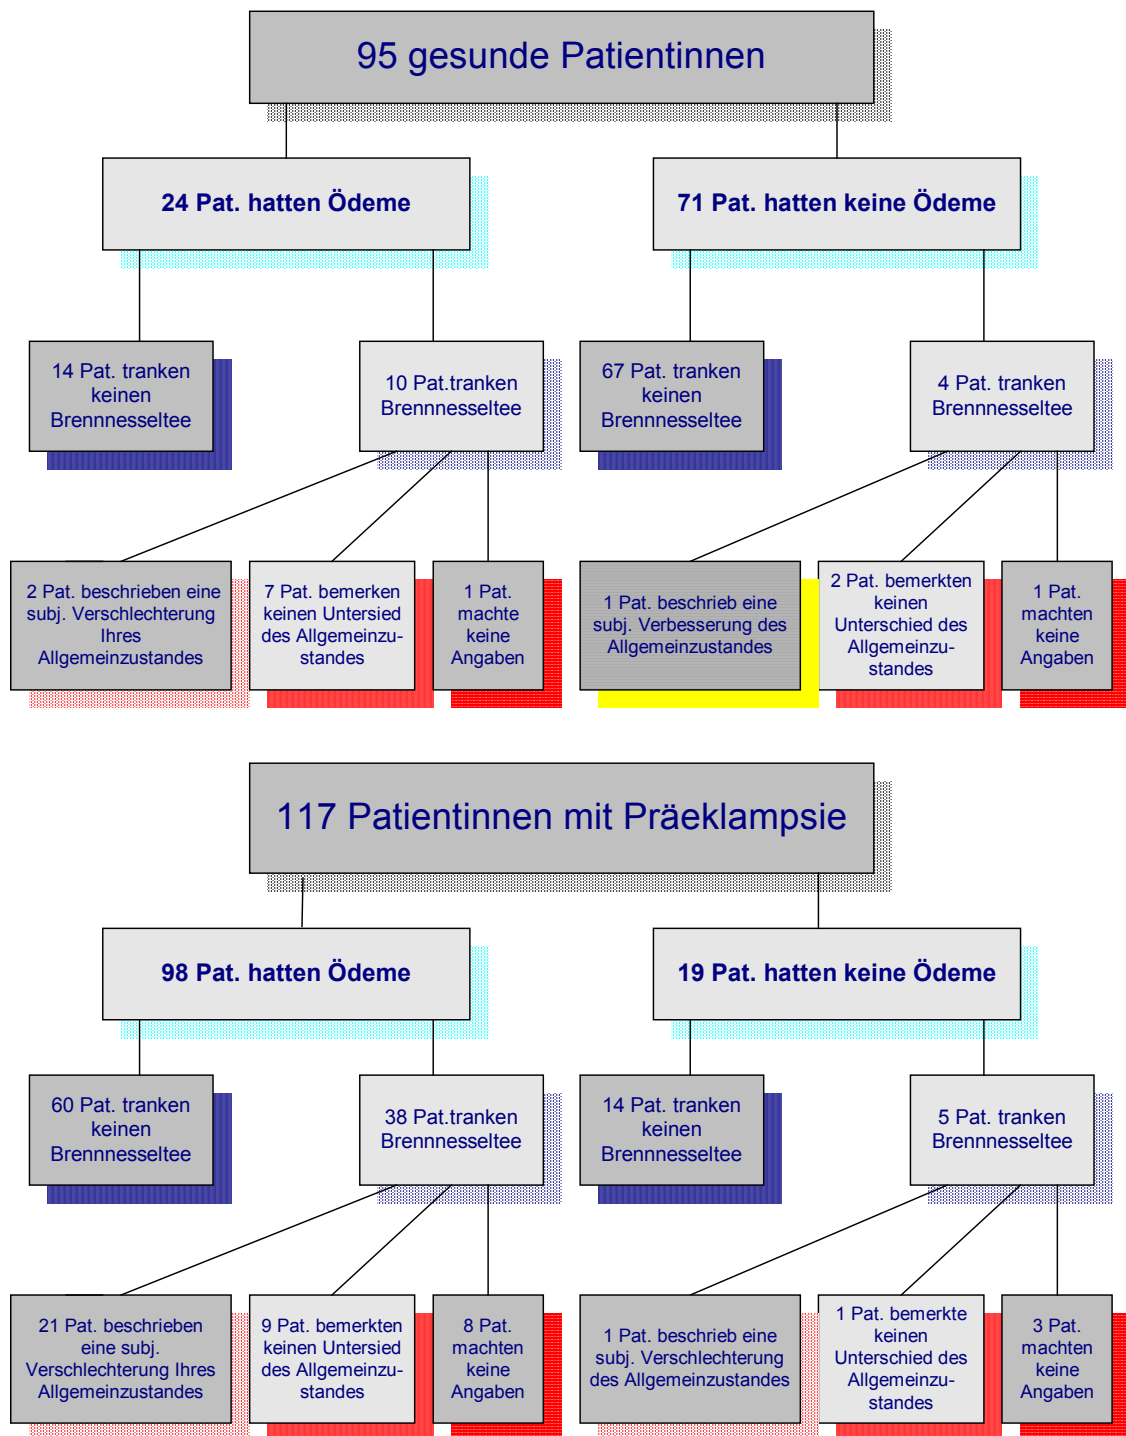 95 gesunde Patientinnen
24 Pat. hatten Ödeme
71 Pat. hatten keine Ödeme
14 Pat. tranken
keinen
Brennnesseltee
10 Pat.tranken
Brennnesseltee
67 Pat. tranken
keinen
Brennnesseltee
4 Pat. tranken
Brennnesseltee
2 Pat. beschrieben eine
subj. Verschlechterung
Ihres
Allgemeinzustandes
7 Pat. bemerken
keinen Untersied
des Allgemeinzu-
standes
1 Pat.
machte
keine
Angaben
1 Pat. beschrieb eine
subj. Verbesserung des
Allgemeinzustandes
2 Pat. bemerkten
keinen
Unterschied des
Allgemeinzu-
standes
1 Pat.
machten
keine
Angaben
117 Patientinnen mit Präeklampsie
98 Pat. hatten Ödeme
19 Pat. hatten keine Ödeme
60 Pat. tranken
keinen
Brennnesseltee
38 Pat.tranken
Brennnesseltee
14 Pat. tranken
keinen
Brennnesseltee
5 Pat. tranken
Brennnesseltee
21 Pat. beschrieben
eine subj.
Verschlechterung Ihres
Allgemeinzustandes
9 Pat. bemerkten
keinen Untersied
des Allgemeinzu-
standes
8 Pat.
machten
keine
Angaben
1 Pat. beschrieb eine
subj. Verschlechterung
des Allgemeinzustandes
1 Pat. bemerkte
keinen
Unterschied des
Allgemeinzu-
standes
3 Pat.
machten
keine
Angaben